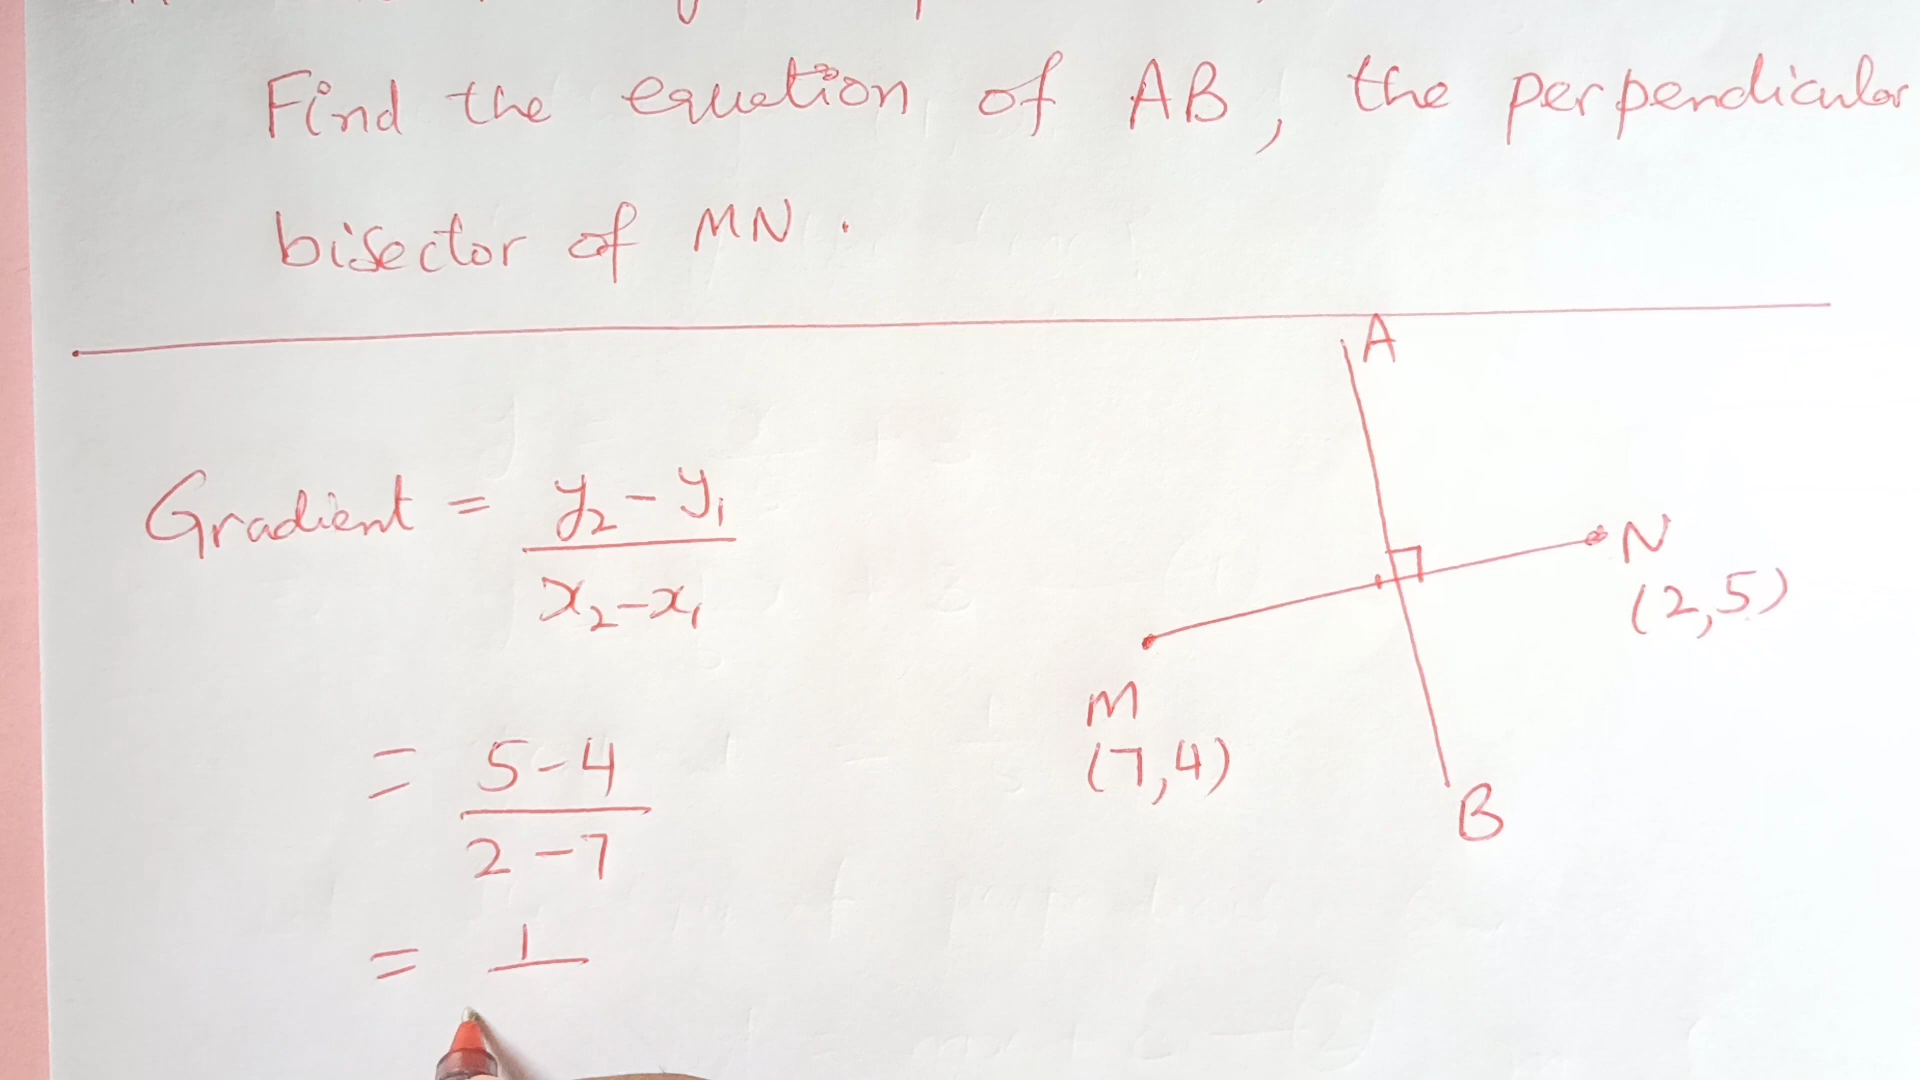 Find the equation of AB, the perpendicular
bisector of MN.
A
Gradient = y₂-y₁
x₂-x₁
N
(2,5)
M
(7,4)
= 5-4
2-7
B
= 1